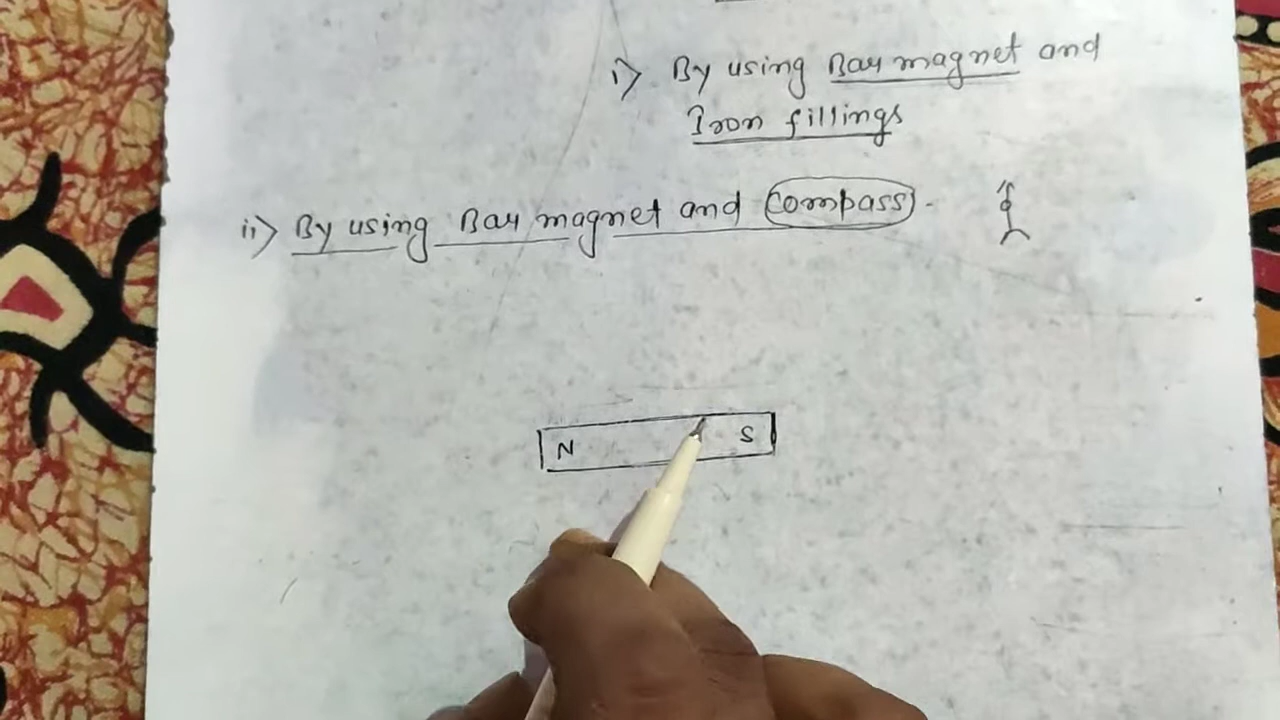 i) By using Bar magnet and
Iron fillings
ii) By using Bar magnet and compass.
N S